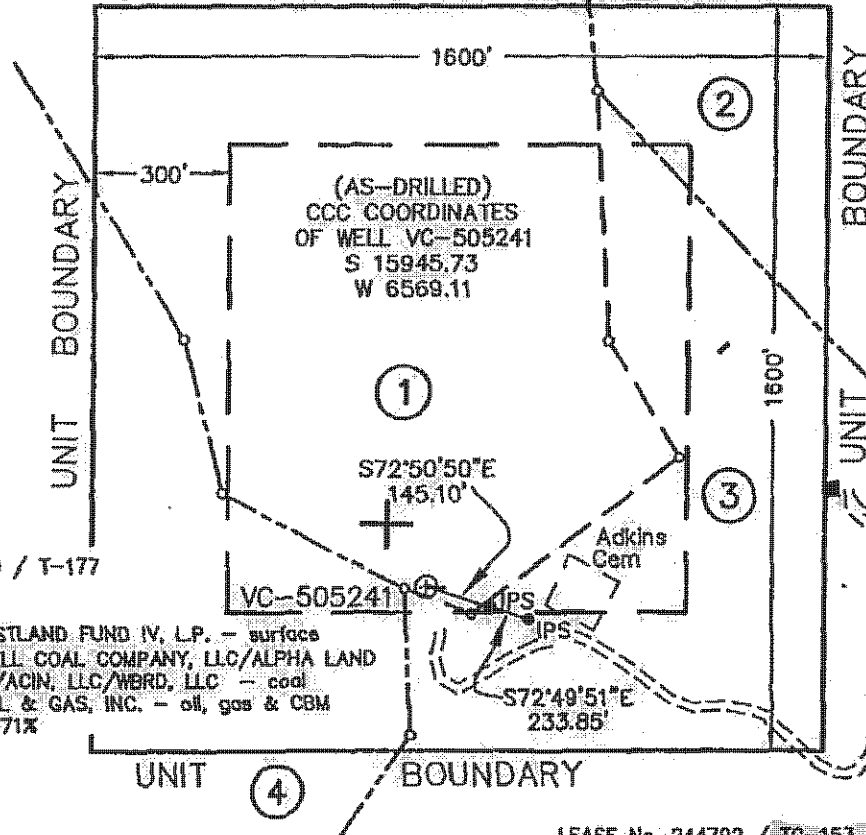 1600'
2
BOUNDARY
300'
(AS-DRILLED)
CCC COORDINATES
OF WELL VC-505241
S 15945.73
W 6569.11
UNIT BOUNDARY
1600'
1
UNIT
S72°50'50"E
145.10'
3
Adkins
Cem
/ T-177
VC-505241
IPS
IPS
STLAND FUND IV, L.P. - surface
LL COAL COMPANY, LLC/ALPHA LAND
/ACIN, LLC/WBRD, LLC - coal
L & GAS, INC. - oil, gas & CBM
71%
S72°49'51"E
233.85'
UNIT BOUNDARY
4